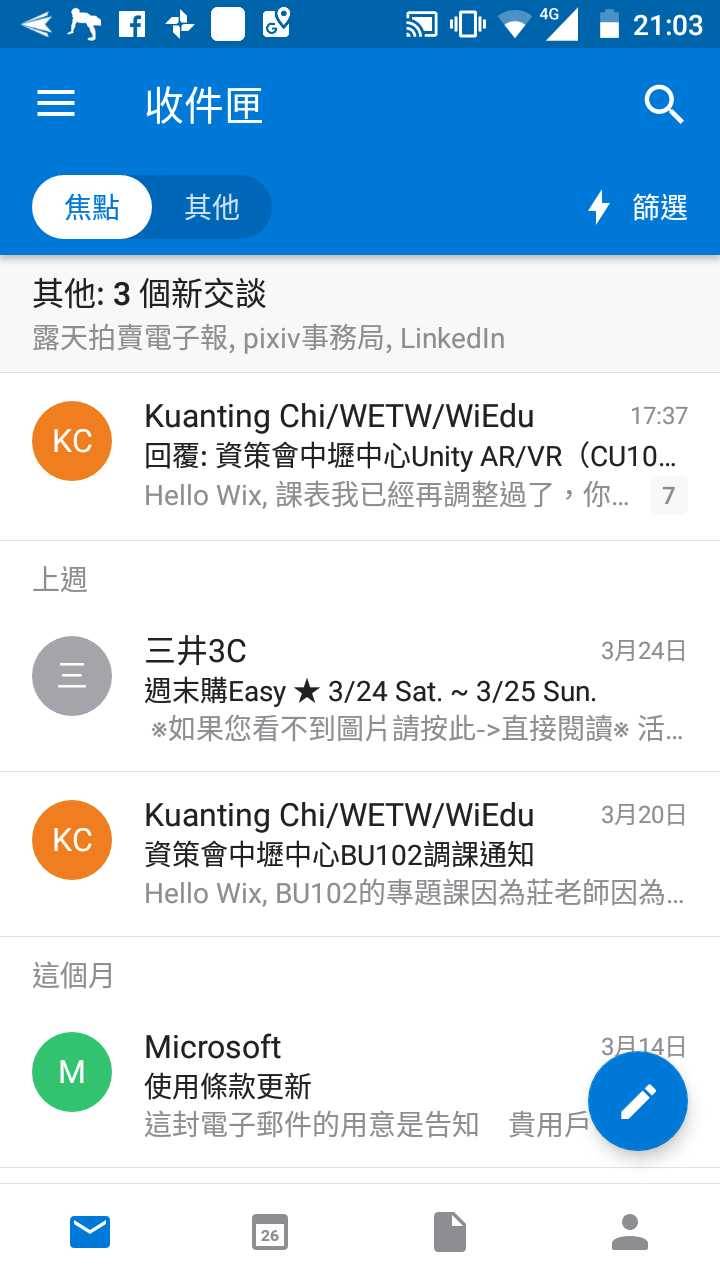 4G 21:03
收件匣
焦點 其他 篩選
其他: 3 個新交談
露天拍賣電子報, pixiv事務局, LinkedIn
KC Kuanting Chi/WETW/WiEdu 17:37
回覆: 資策會中壢中心Unity AR/VR（CU10...
Hello Wix, 課表我已經再調整過了，你... 7
上週
三 三井3C 3月24日
週末購Easy ★ 3/24 Sat. ~ 3/25 Sun.
※如果您看不到圖片請按此->直接閱讀※ 活...
KC Kuanting Chi/WETW/WiEdu 3月20日
資策會中壢中心BU102調課通知
Hello Wix, BU102的專題課因為莊老師因為...
這個月
M Microsoft 3月14日
使用條款更新
這封電子郵件的用意是告知　貴用戶
26